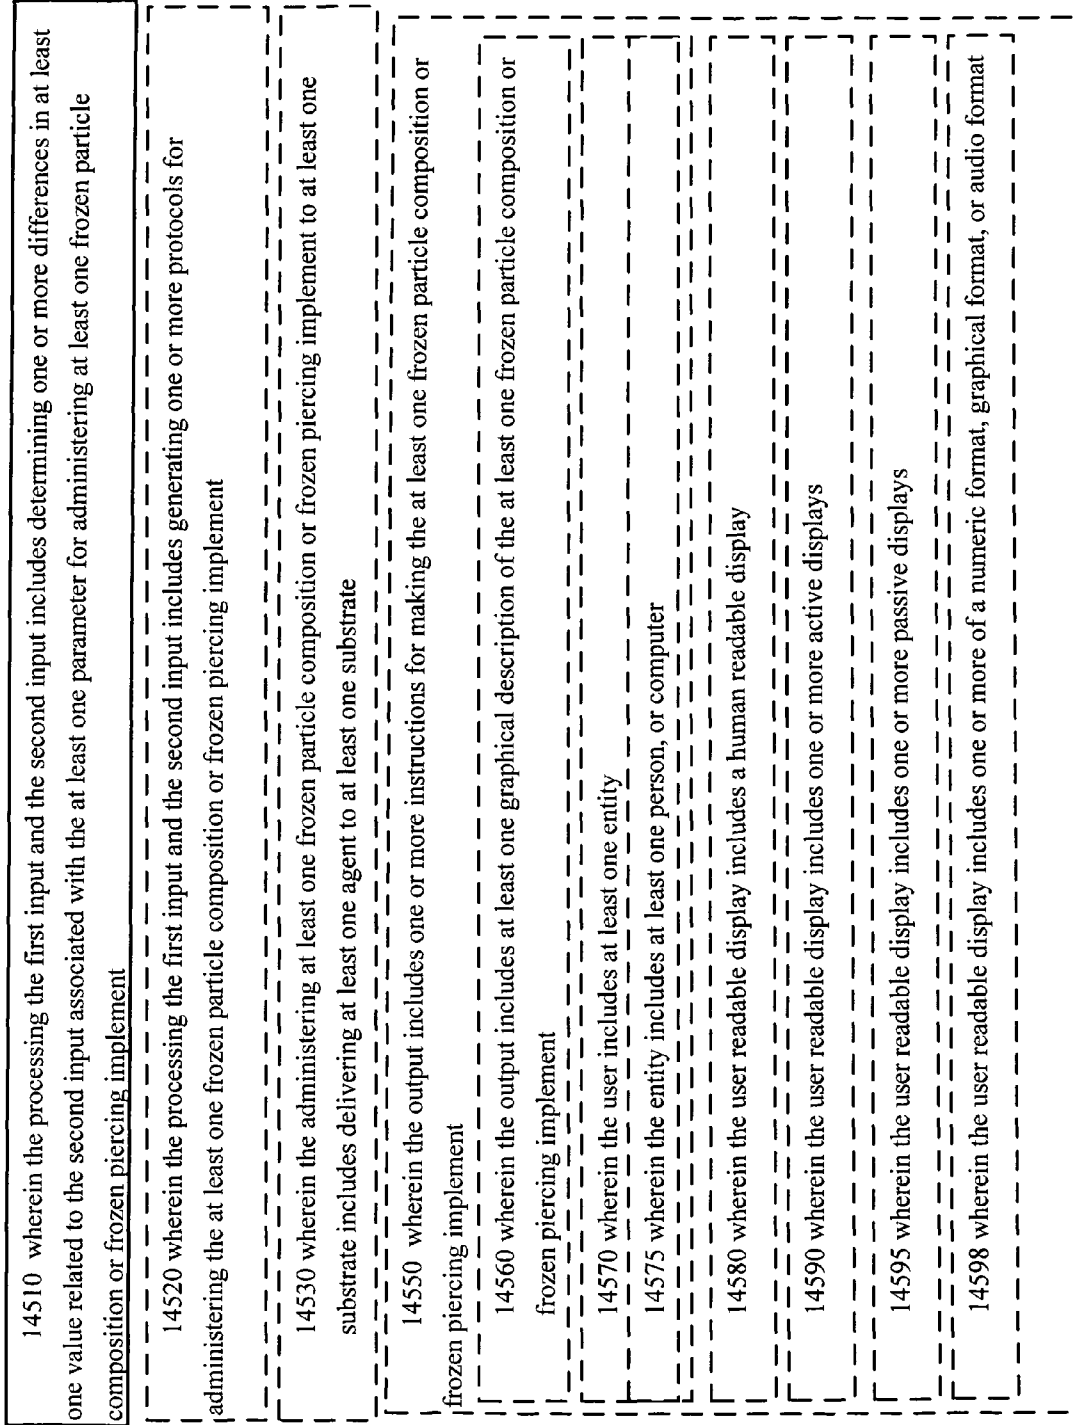 14510 wherein the processing the first input and the second input includes determining one or more differences in at least
one value related to the second input associated with the at least one parameter for administering at least one frozen particle
composition or frozen piercing implement
14520 wherein the processing the first input and the second input includes generating one or more protocols for
administering the at least one frozen particle composition or frozen piercing implement
14530 wherein the administering at least one frozen particle composition or frozen piercing implement to at least one
substrate includes delivering at least one agent to at least one substrate
14550 wherein the output includes one or more instructions for making the at least one frozen particle composition or
frozen piercing implement
14560 wherein the output includes at least one graphical description of the at least one frozen particle composition or
frozen piercing implement
14570 wherein the user includes at least one entity
14575 wherein the entity includes at least one person, or computer
14580 wherein the user readable display includes a human readable display
14590 wherein the user readable display includes one or more active displays
14595 wherein the user readable display includes one or more passive displays
14598 wherein the user readable display includes one or more of a numeric format, graphical format, or audio format